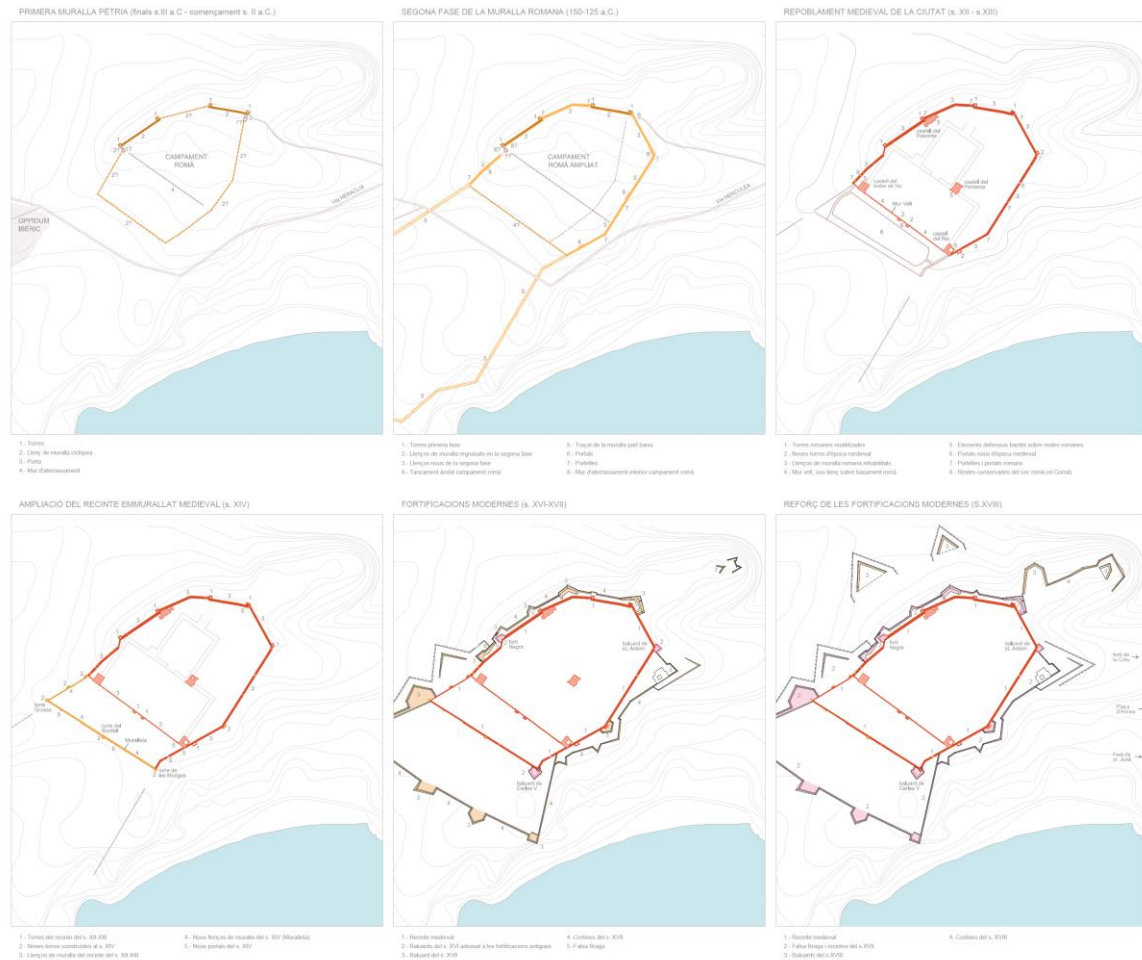 PRIMERA MURALLA PÈTRIA (finals s.III a.C - començament s. II a.C.)
CAMPAMENT
ROMÀ
Via HERACLIA
OPPIDUM
IBÈRIC
1.- Torres
2.- Llenç de muralla ciclòpea
3.- Porta
4.- Mur d'aterrassament
SEGONA FASE DE LA MURALLA ROMANA (150-125 a.C.)
CAMPAMENT
ROMÀ AMPLIAT
Via HERCULEA
1.- Torres primera fase
2.- Llenços de muralla regruixats en la segona fase
3.- Llenços nous de la segona fase
4.- Tancament àmbit campament romà
5.- Traçat de la muralla part baixa
6.- Portals
7.- Portelles
8.- Mur d'aterrassament interior campament romà
REPOBLAMENT MEDIEVAL DE LA CIUTAT (s. XII - s.XIII)
castell del
Paborde
castell del
Patriarca
Mur Vell
castell
del Rei
1.- Torres romanes reutilitzades
2.- Noves torres d'època medieval
3.- Llenços de muralla romana rehabilitats
4.- Mur vell, nou llenç sobre basament romà
5.- Elements defensius bastits sobre restes romanes
6.- Portals nous d'època medieval
7.- Portelles i portals romans
8.- Restes conservades del circ romà (el Corral)
AMPLIACIÓ DEL RECINTE EMMURALLAT MEDIEVAL (s. XIV)
torre
Grossa
torre del
Muralleta
torre de
les Monges
1.- Torres del recinte del s. XII-XIII
2.- Noves torres construïdes al s. XIV
3.- Llenços de muralla del recinte del s. XII-XIII
4.- Nous llenços de muralla del s. XIV (Muralleta)
5.- Nous portals del s. XIV
FORTIFICACIONS MODERNES (s. XVI-XVII)
fortí
Negre
baluard de
st. Antoni
baluard de
Carles V
1.- Recinte medieval
2.- Baluards del s. XVI adossat a les fortificacions antigues
3.- Baluard del s. XVII
4.-Cortines del s. XVII
5.-Falsa Braga
REFORÇ DE LES FORTIFICACIONS MODERNES (S.XVIII)
fortí
Negre
baluard de
st. Antoni
baluard de
Carles V
fortí de
la Creu
Plaça
d'Armes
Fortí de
st. Jordi
1.- Recinte medieval
2.- Falsa Braga i recintes del s.XVII
3.- Baluards del s.XVIII
4.-Cortines del s. XVIII